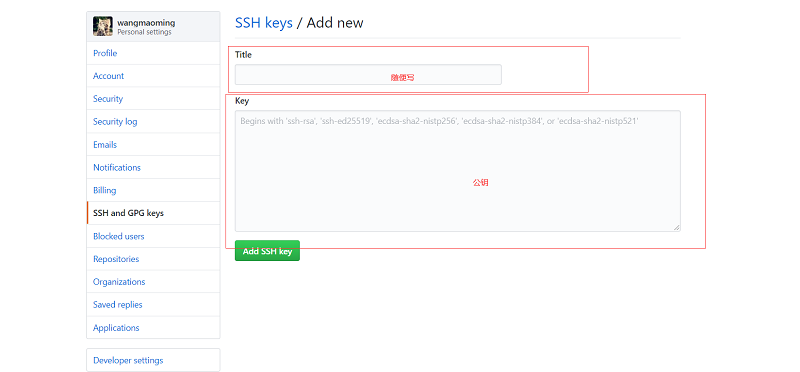 wangmaoming
Personal settings
Profile
Account
Security
Security log
Emails
Notifications
Billing
SSH and GPG keys
Blocked users
Repositories
Organizations
Saved replies
Applications
Developer settings
SSH keys / Add new
Title
随便写
Key
Begins with 'ssh-rsa', 'ssh-ed25519', 'ecdsa-sha2-nistp256', 'ecdsa-sha2-nistp384', or 'ecdsa-sha2-nistp521'
公钥
Add SSH key